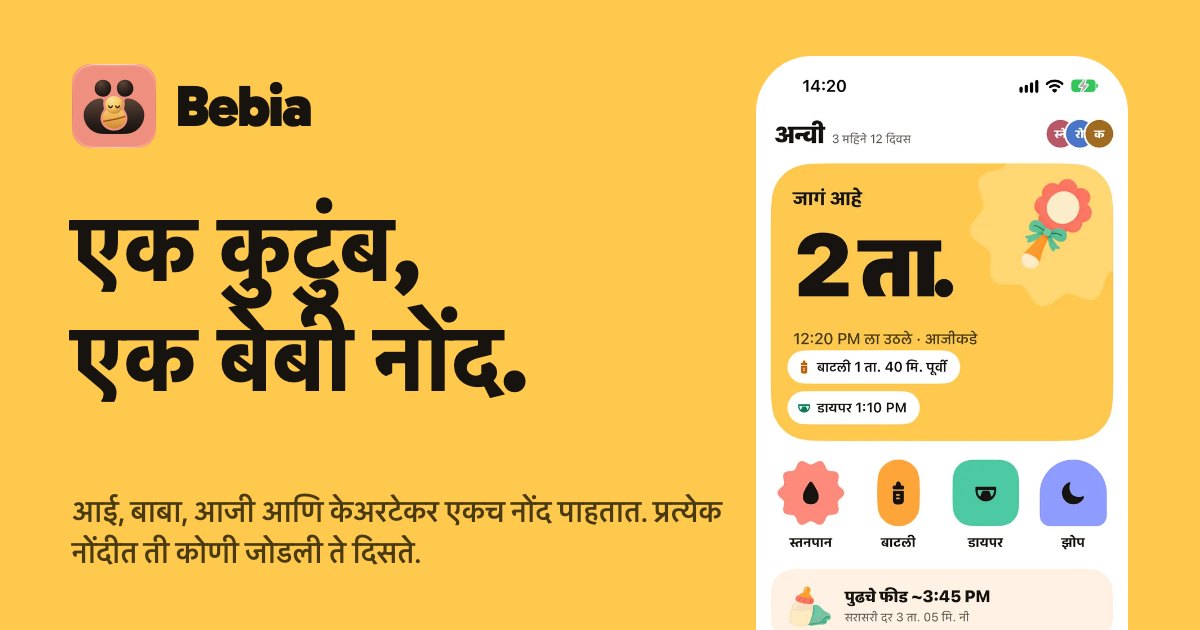 Bebia
एक कुटुंब,
एक बेबी नोंद.
आई, बाबा, आजी आणि केअरटेकर एकच नोंद पाहतात. प्रत्येक
नोंदीत ती कोणी जोडली ते दिसते.
14:20
अन्वी 3 महिने 12 दिवस
स्ने रो क
जागं आहे
2 ता.
12:20 PM ला उठले · आजीकडे
बाटली 1 ता. 40 मि. पूर्वी
डायपर 1:10 PM
स्तनपान बाटली डायपर झोप
पुढचे फीड ~3:45 PM
सरासरी दर 3 ता. 05 मि. नी